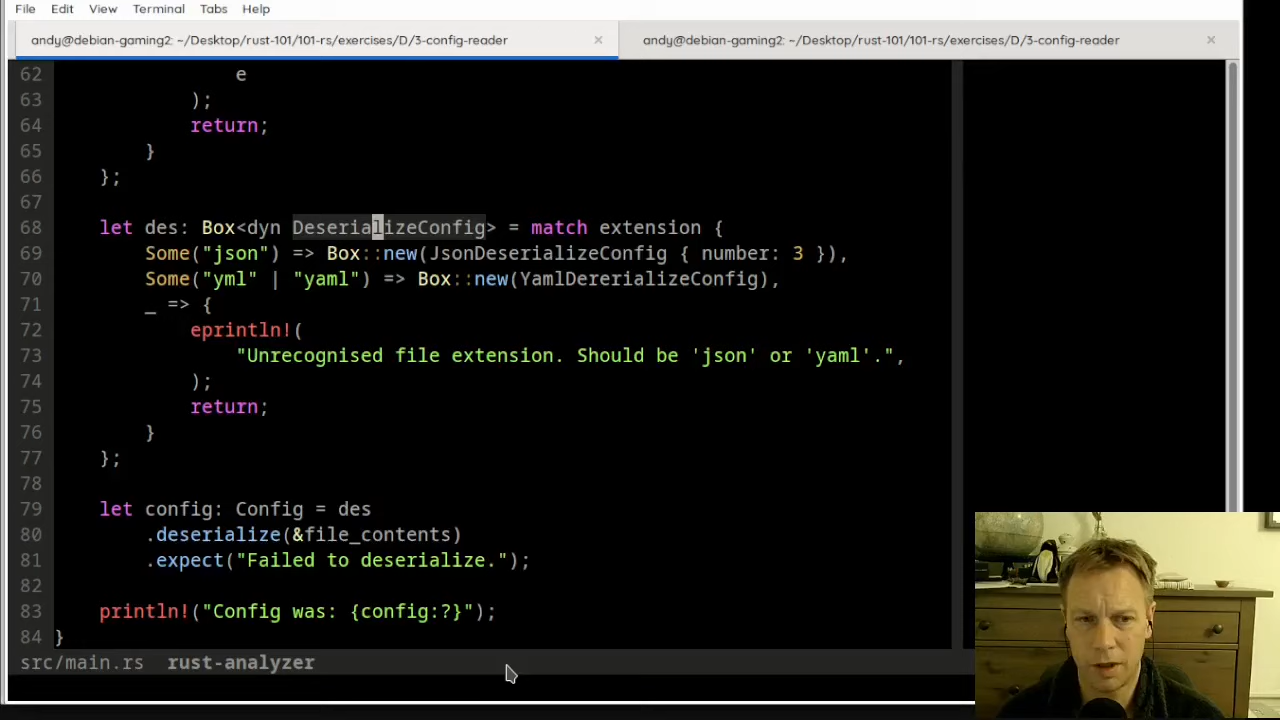 File Edit View Terminal Tabs Help
andy@debian-gaming2: ~/Desktop/rust-101/101-rs/exercises/D/3-config-reader × andy@debian-gaming2: ~/Desktop/rust-101/101-rs/exercises/D/3-config-reader ×
62                 e
63             );
64             return;
65         }
66     };
67
68     let des: Box<dyn DeserializeConfig> = match extension {
69         Some("json") => Box::new(JsonDeserializeConfig { number: 3 }),
70         Some("yml" | "yaml") => Box::new(YamlDererializeConfig),
71         _ => {
72             eprintln!(
73                 "Unrecognised file extension. Should be 'json' or 'yaml'.",
74             );
75             return;
76         }
77     };
78
79     let config: Config = des
80         .deserialize(&file_contents)
81         .expect("Failed to deserialize.");
82
83     println!("Config was: {config:?}");
84 }
src/main.rs  rust-analyzer